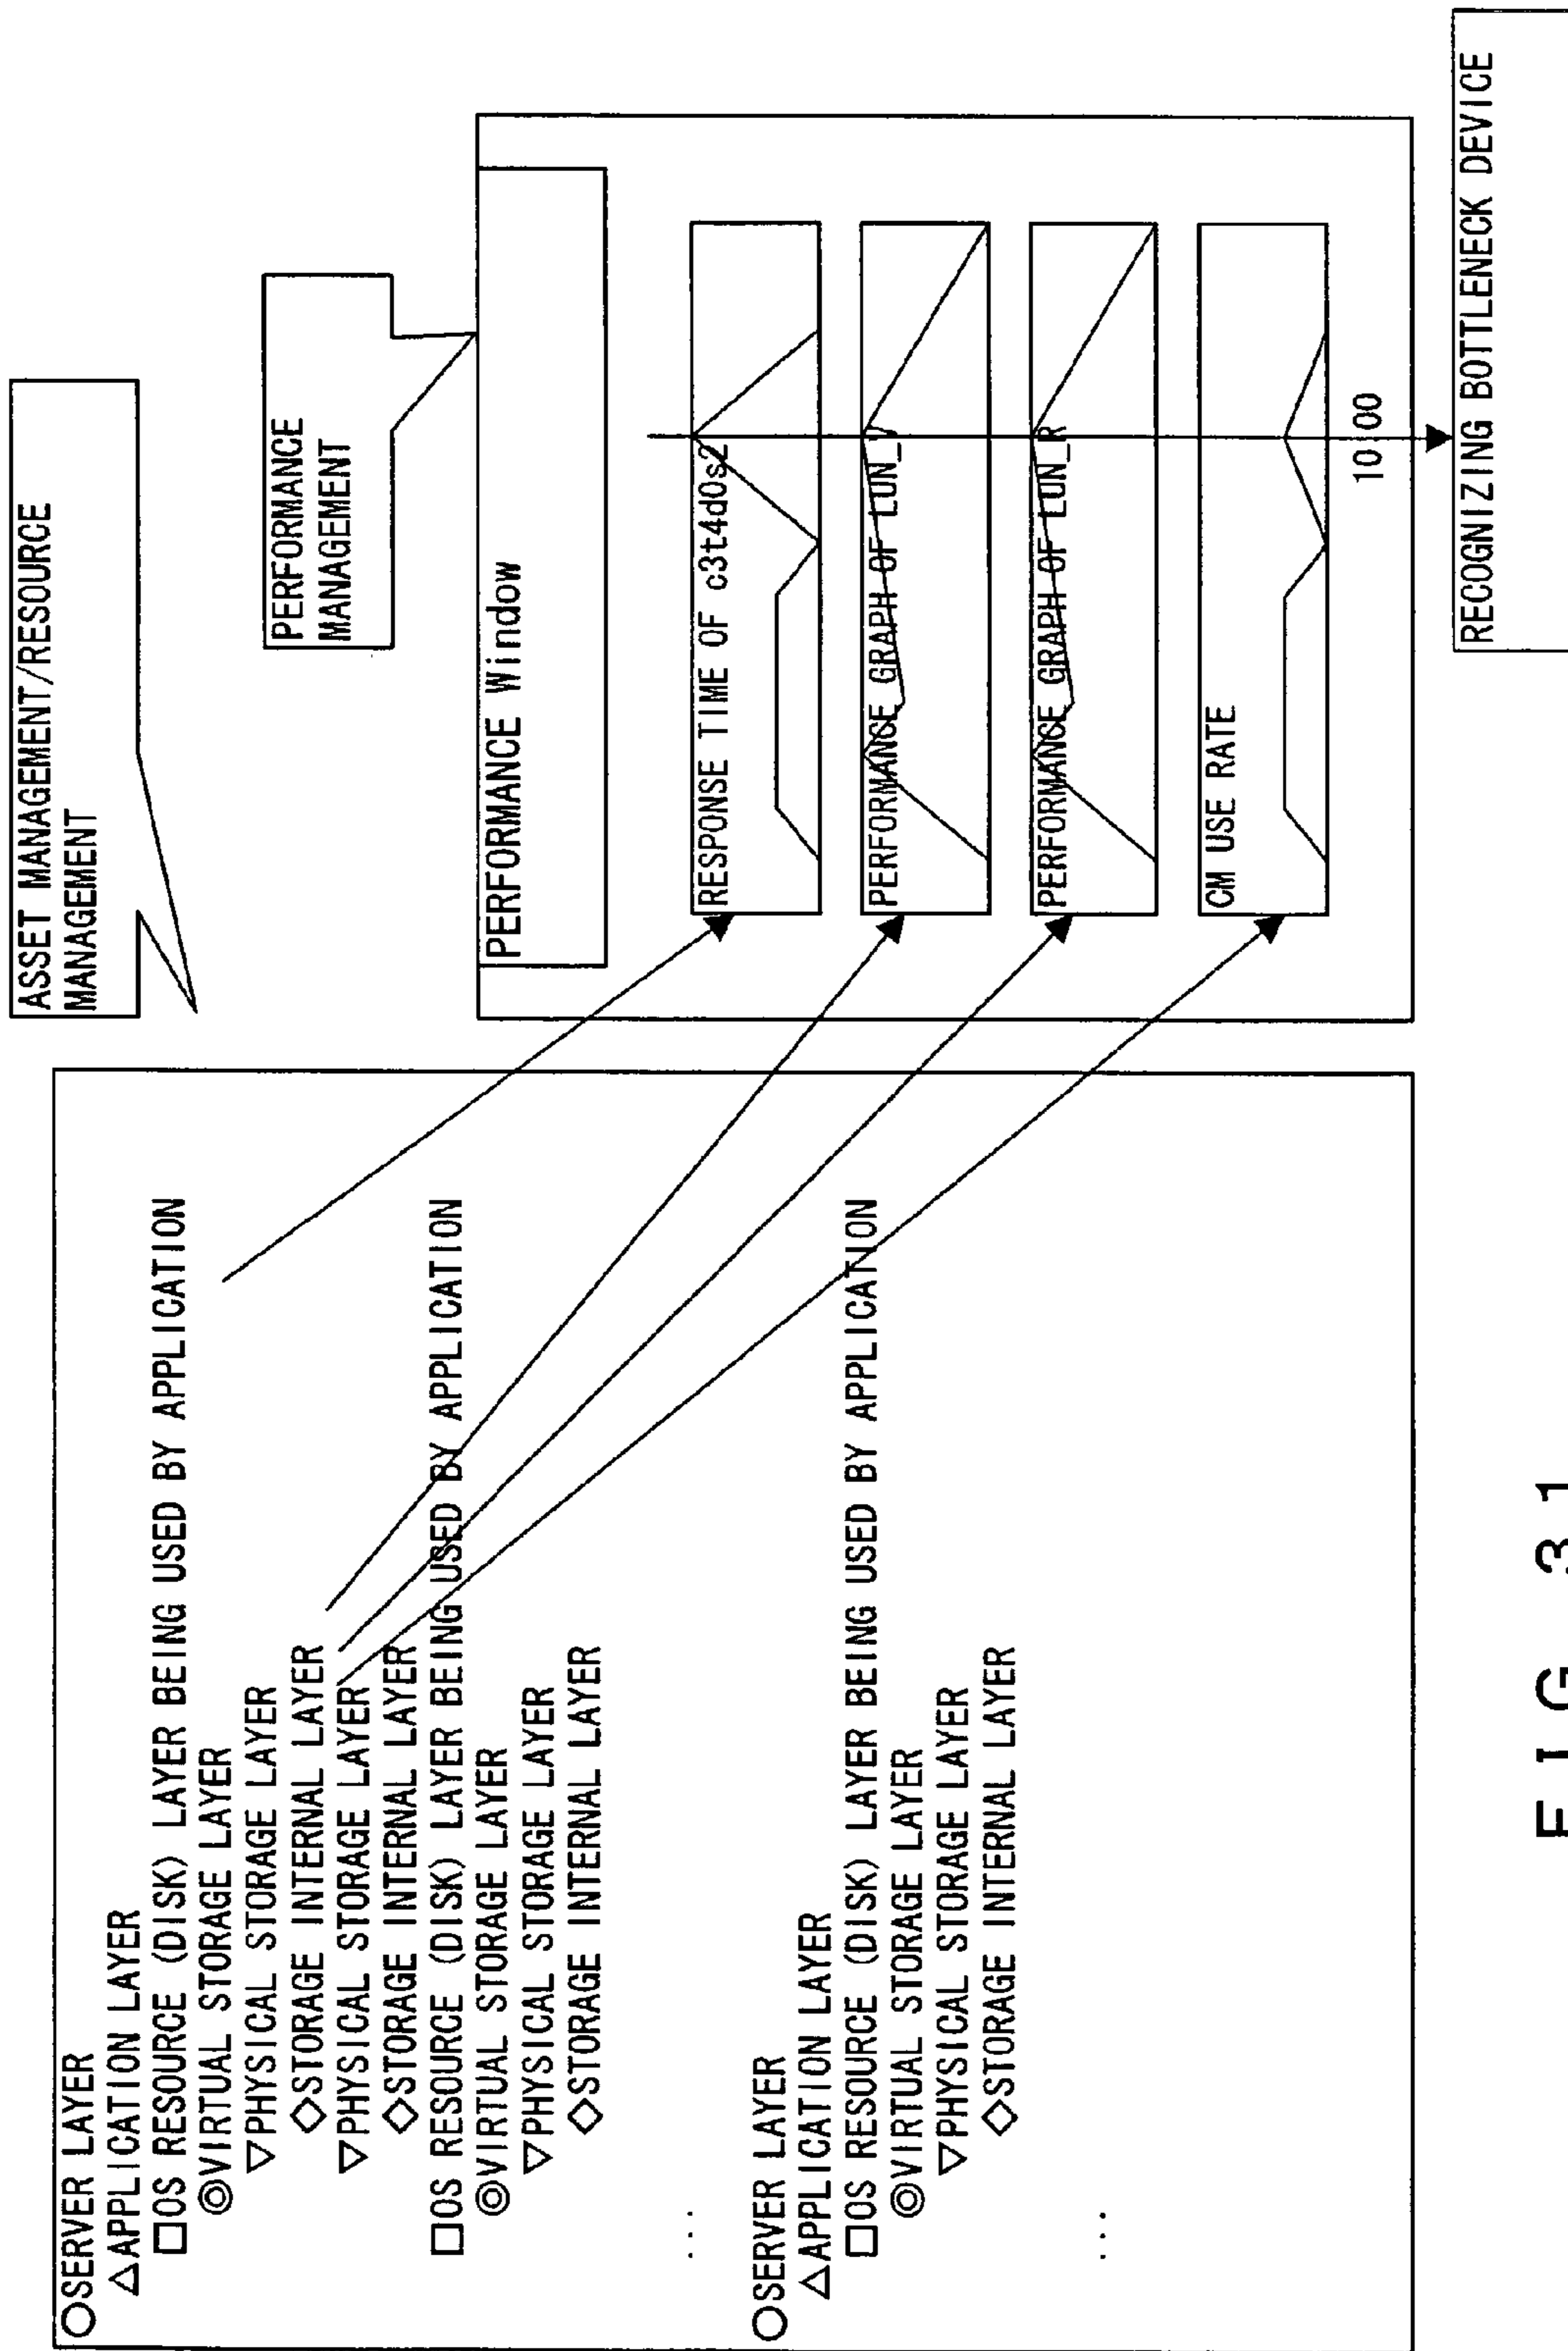 ASSET MANAGEMENT/RESOURCE
MANAGEMENT
○SERVER LAYER
△APPLICATION LAYER
□OS RESOURCE (DISK) LAYER BEING USED BY APPLICATION
◎VIRTUAL STORAGE LAYER
▽PHYSICAL STORAGE LAYER
◇STORAGE INTERNAL LAYER
▽PHYSICAL STORAGE LAYER
◇STORAGE INTERNAL LAYER
□OS RESOURCE (DISK) LAYER BEING USED BY APPLICATION
◎VIRTUAL STORAGE LAYER
▽PHYSICAL STORAGE LAYER
◇STORAGE INTERNAL LAYER
...
○SERVER LAYER
△APPLICATION LAYER
□OS RESOURCE (DISK) LAYER BEING USED BY APPLICATION
◎VIRTUAL STORAGE LAYER
▽PHYSICAL STORAGE LAYER
◇STORAGE INTERNAL LAYER
...
PERFORMANCE
MANAGEMENT
PERFORMANCE Window
RESPONSE TIME OF c3t4d0s2
PERFORMANCE GRAPH OF
PERFORMANCE GRAPH OF LUN_R
CM USE RATE
10:00
RECOGNIZING BOTTLENECK DEVICE
FIG. 31